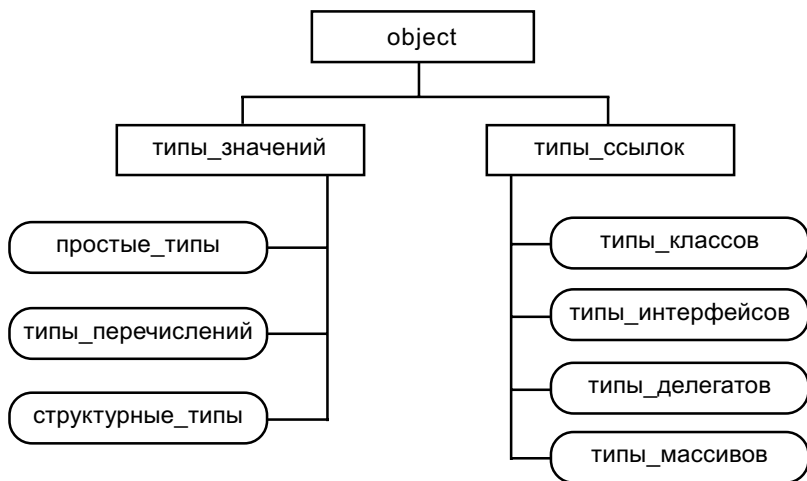 object
типы_значений
типы_ссылок
простые_типы
типы_перечислений
структурные_типы
типы_классов
типы_интерфейсов
типы_делегатов
типы_массивов